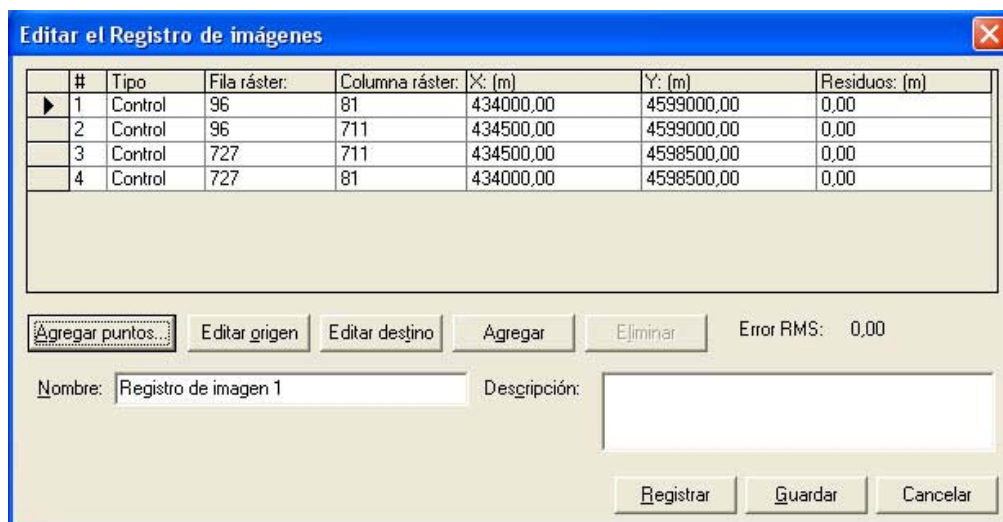 Editar el Registro de imágenes
# Tipo Fila ráster: Columna ráster: X: (m) Y: (m) Residuos: (m)
1 Control 96 81 434000,00 4599000,00 0,00
2 Control 96 711 434500,00 4599000,00 0,00
3 Control 727 711 434500,00 4598500,00 0,00
4 Control 727 81 434000,00 4598500,00 0,00
Agregar puntos... Editar origen Editar destino Agregar Eliminar Error RMS: 0,00
Nombre: Registro de imagen 1 Descripción:
Registrar Guardar Cancelar